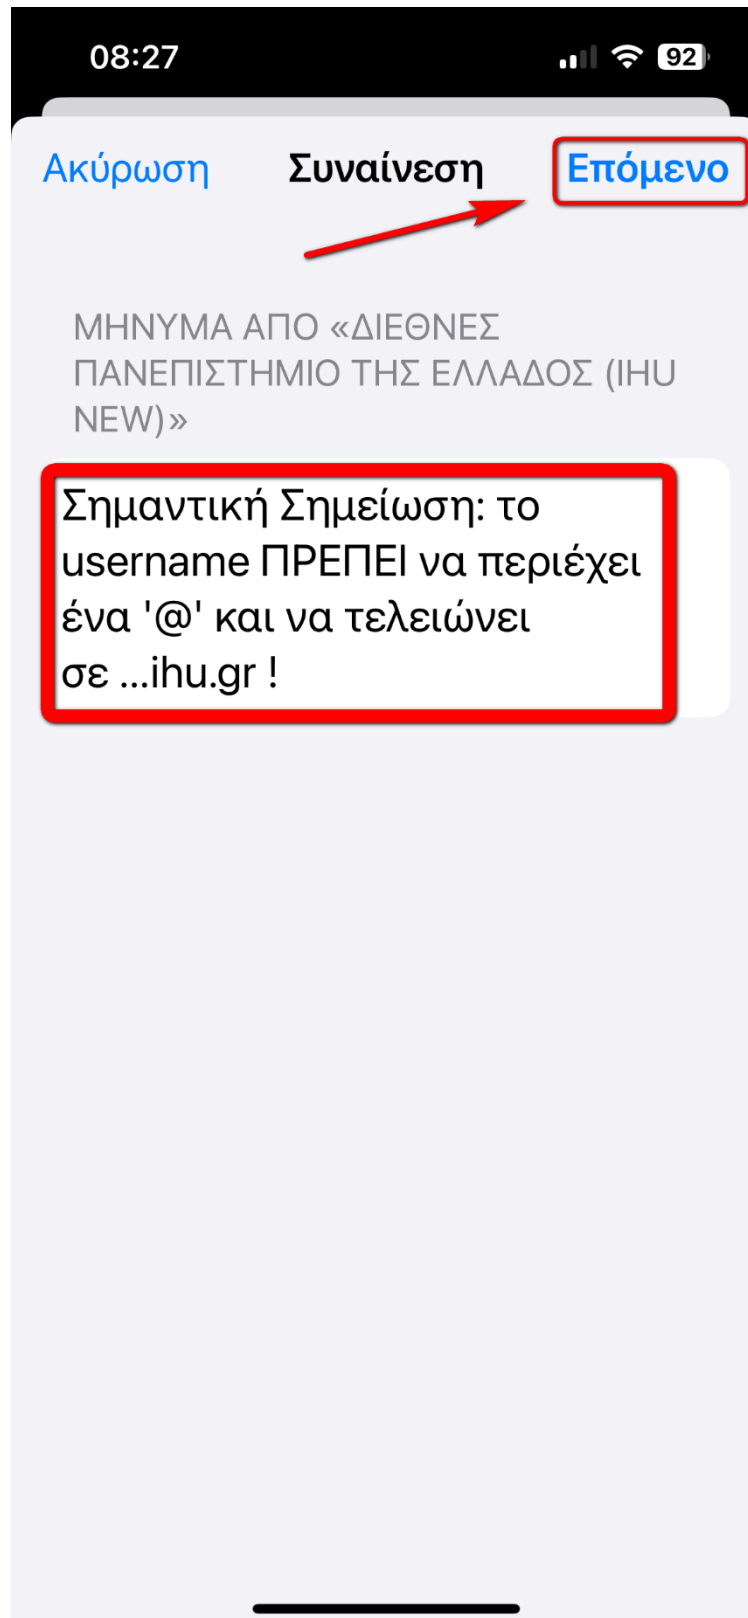 08:27
92
Ακύρωση Συναίνεση Επόμενο
ΜΗΝΥΜΑ ΑΠΟ «ΔΙΕΘΝΕΣ
ΠΑΝΕΠΙΣΤΗΜΙΟ ΤΗΣ ΕΛΛΑΔΟΣ (IHU
NEW)»
Σημαντική Σημείωση: το
username ΠΡΕΠΕΙ να περιέχει
ένα '@' και να τελειώνει
σε ...ihu.gr !